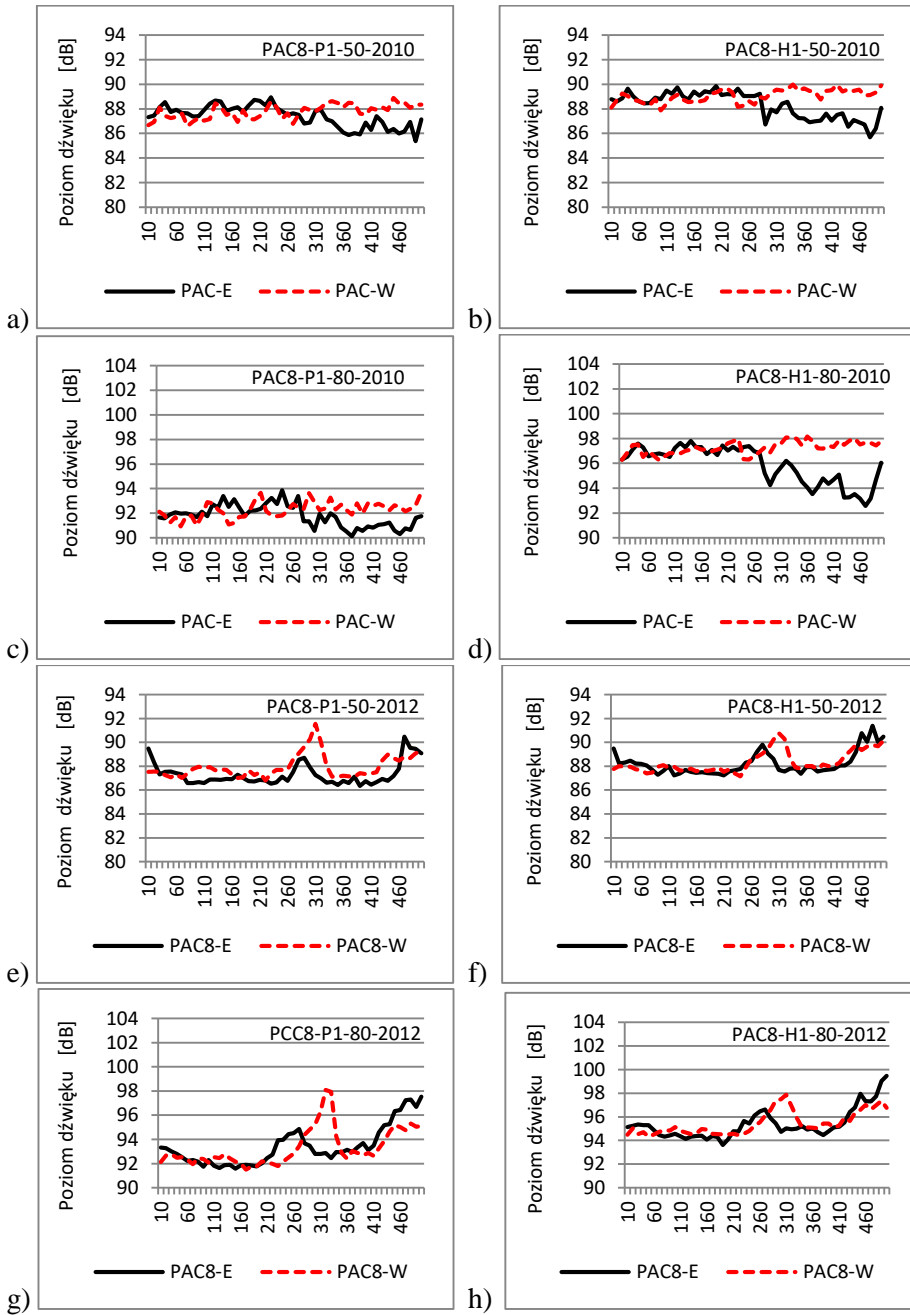 PAC8-P1-50-2010
Poziom dźwięku [dB]
94
92
90
88
86
84
82
80
10 60 110 160 210 260 310 360 410 460
PAC-E PAC-W
a)
PAC8-H1-50-2010
Poziom dźwięku [dB]
94
92
90
88
86
84
82
80
10 60 110 160 210 260 310 360 410 460
PAC-E PAC-W
b)
PAC8-P1-80-2010
Poziom dźwięku [dB]
104
102
100
98
96
94
92
90
10 60 110 160 210 260 310 360 410 460
PAC-E PAC-W
c)
PAC8-H1-80-2010
Poziom dźwięku [dB]
104
102
100
98
96
94
92
90
10 60 110 160 210 260 310 360 410 460
PAC-E PAC-W
d)
PAC8-P1-50-2012
Poziom dźwięku [dB]
94
92
90
88
86
84
82
80
10 60 110 160 210 260 310 360 410 460
PAC8-E PAC8-W
e)
PAC8-H1-50-2012
Poziom dźwięku [dB]
94
92
90
88
86
84
82
80
10 60 110 160 210 260 310 360 410 460
PAC8-E PAC8-W
f)
PCC8-P1-80-2012
Poziom dźwięku [dB]
104
102
100
98
96
94
92
90
10 60 110 160 210 260 310 360 410 460
PAC8-E PAC8-W
g)
PAC8-H1-80-2012
Poziom dźwięku [dB]
104
102
100
98
96
94
92
90
10 60 110 160 210 260 310 360 410 460
PAC8-E PAC8-W
h)